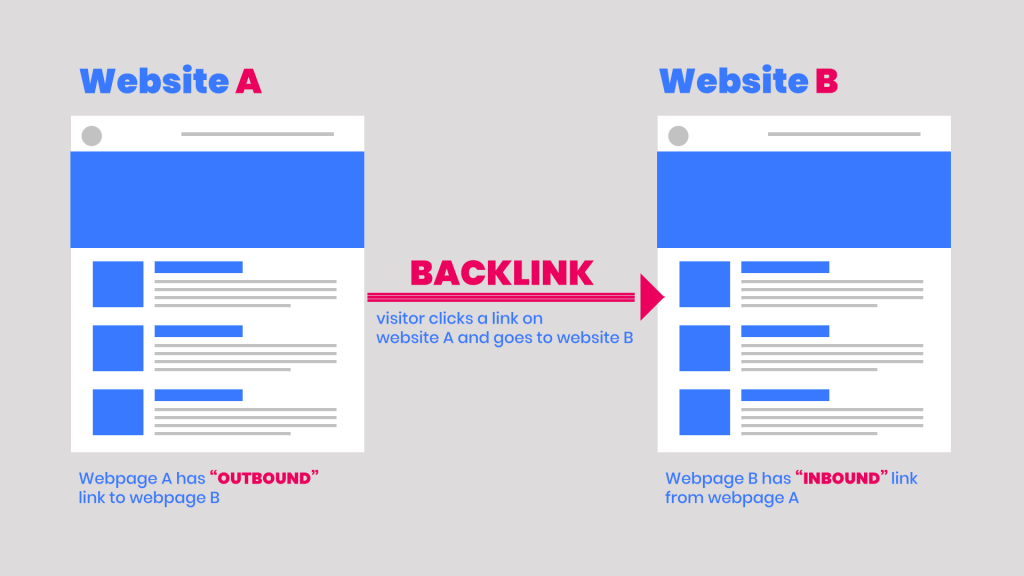 Website A
Website B
BACKLINK
visitor clicks a link on
website A and goes to website B
Webpage A has “OUTBOUND”
link to webpage B
Webpage B has “INBOUND” link
from webpage A